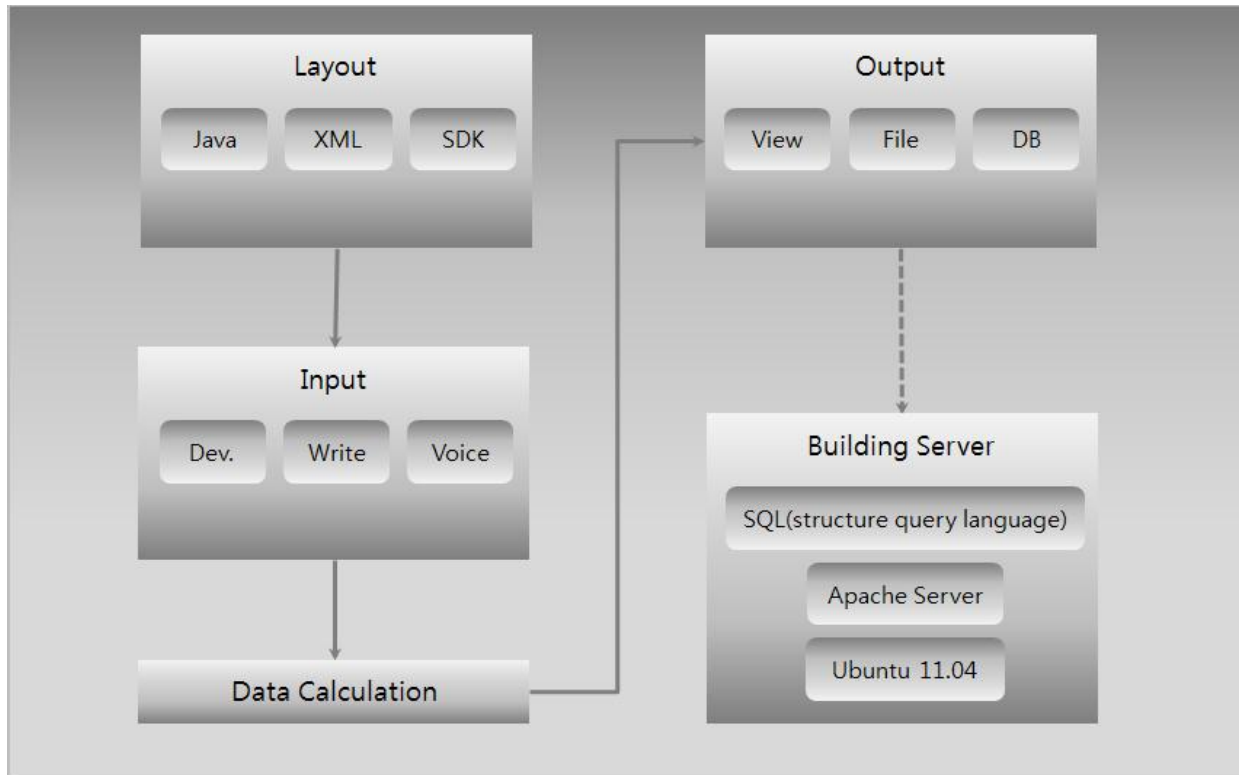 Layout
Java XML SDK
Input
Dev. Write Voice
Data Calculation
Output
View File DB
Building Server
SQL(structure query language)
Apache Server
Ubuntu 11.04